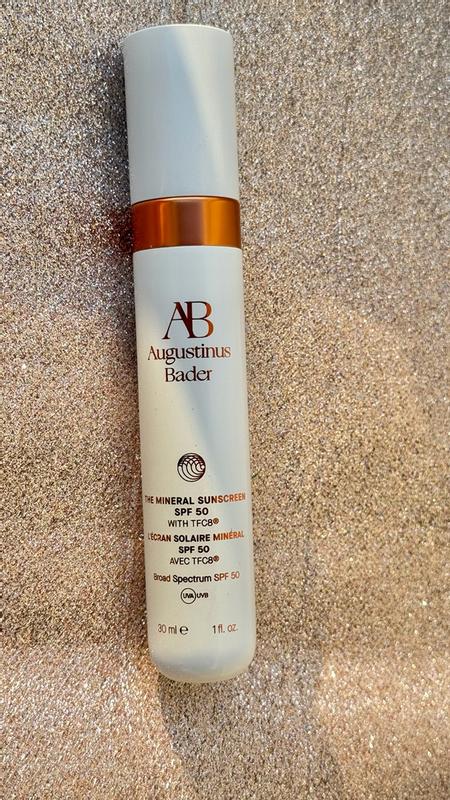 AB
Augustinus
Bader
THE MINERAL SUNSCREEN
SPF 50
WITH TFC8®
L'ÉCRAN SOLAIRE MINÉRAL
SPF 50
AVEC TFC8®
Broad Spectrum SPF 50
UVA UVB
30 ml ℮ 1 fl. oz.